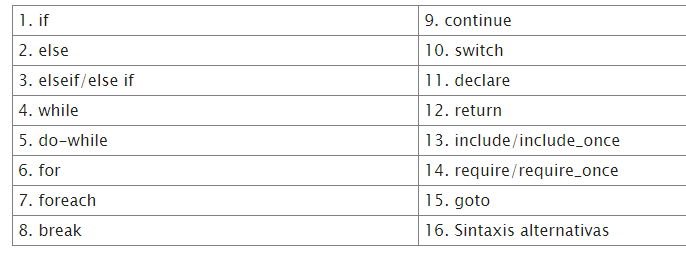 1. if
2. else
3. elseif/else if
4. while
5. do-while
6. for
7. foreach
8. break
9. continue
10. switch
11. declare
12. return
13. include/include_once
14. require/require_once
15. goto
16. Sintaxis alternativas